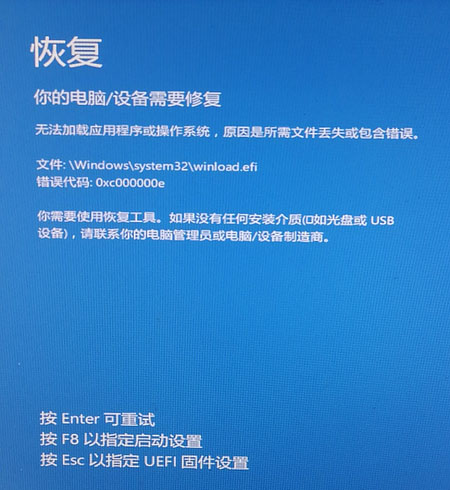 恢复
你的电脑/设备需要修复
无法加载应用程序或操作系统，原因是所需文件丢失或包含错误。
文件: \Windows\system32\winload.efi
错误代码: 0xc000000e
你需要使用恢复工具。如果没有任何安装介质(□如光盘或 USB
设备)，请联系你的电脑管理员或电脑/设备制造商。
按 Enter 可重试
按 F8 以指定启动设置
按 Esc 以指定 UEFI 固件设置